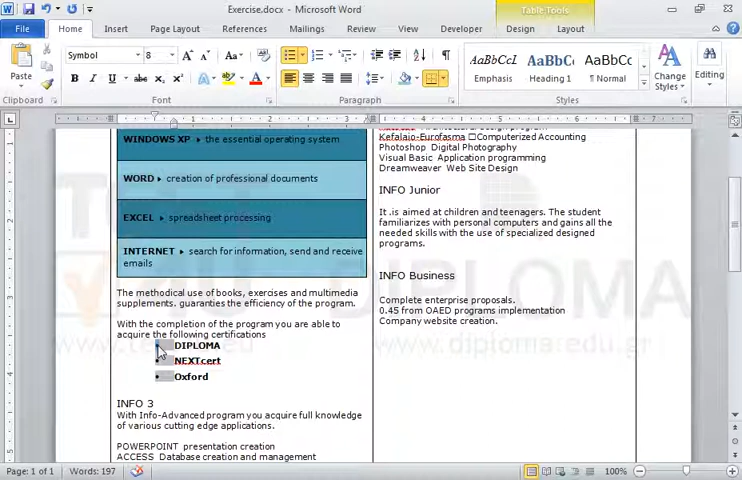 Exercise.docx - Microsoft Word
Table Tools
File
Home
Insert
Page Layout
References
Mailings
Review
View
Developer
Design
Layout
Paste
Clipboard
Symbol
8
Font
Paragraph
AaBbCcI
AaBbC
AaBbCc
Emphasis
Heading 1
¶ Normal
Change Styles
Styles
Editing
WINDOWS XP ▸ the essential operating system
WORD ▸ creation of professional documents
EXCEL ▸ spreadsheet processing
INTERNET ▸ search for information, send and receive
emails
The methodical use of books, exercises and multimedia
supplements. guaranties the efficiency of the program.
With the completion of the program you are able to
acquire the following certifications
• DIPLOMA
• NEXTcert
• Oxford
INFO 3
With Info-Advanced program you acquire full knowledge
of various cutting edge applications.
POWERPOINT presentation creation
ACCESS Database creation and management
Kefalaio-Eurofasma □Computerized Accounting
Photoshop Digital Photography
Visual Basic Application programming
Dreamweaver Web Site Design
INFO Junior
It .is aimed at children and teenagers. The student
familiarizes with personal computers and gains all the
needed skills with the use of specialized designed
programs.
INFO Business
Complete enterprise proposals.
0.45 from OAED programs implementation
Company website creation.
DIPLOMA
www.diploma.edu.gr
Page: 1 of 1
Words: 197
100%